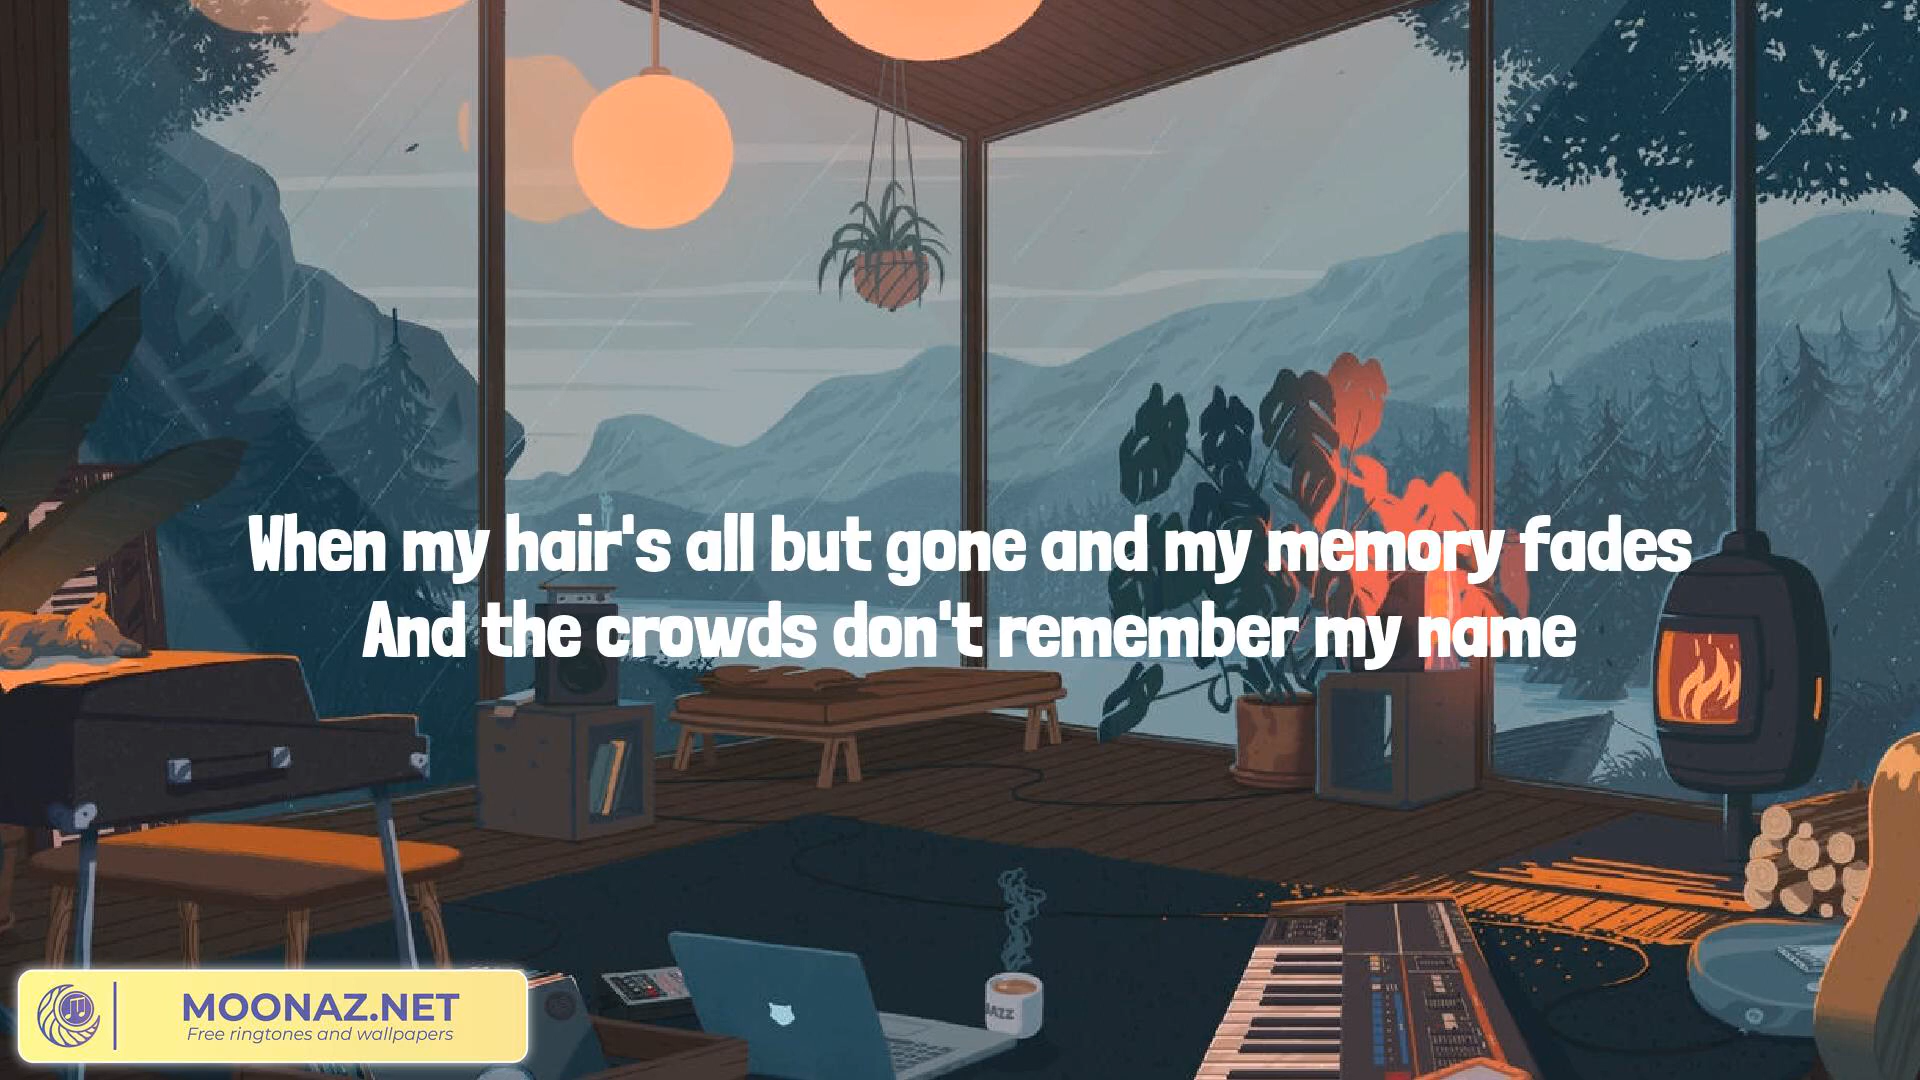 When my hair's all but gone and my memory fades
And the crowds don't remember my name
JAZZ
MOONAZ.NET
Free ringtones and wallpapers